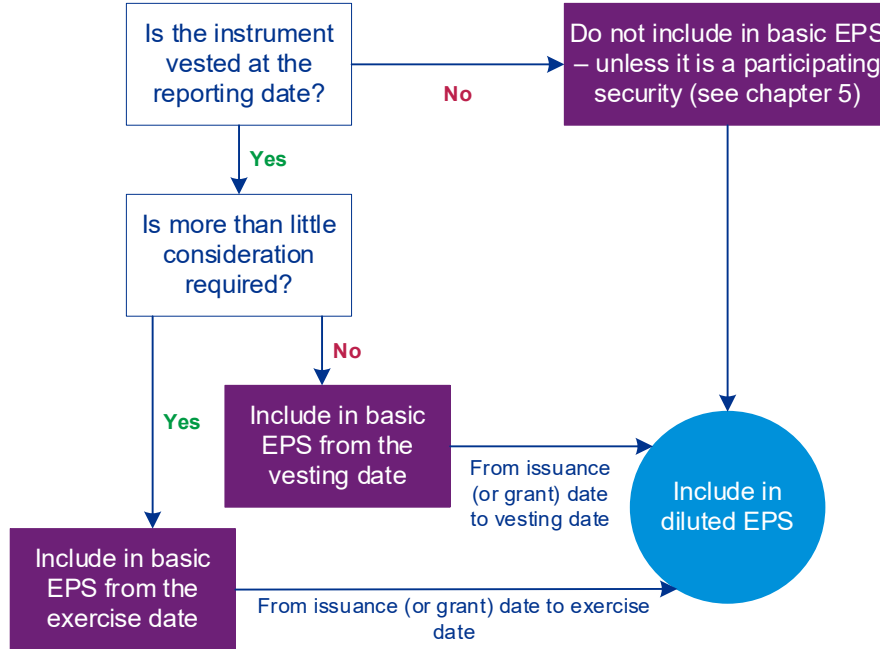 Is the instrument
vested at the
reporting date?
No
Do not include in basic EPS
– unless it is a participating
security (see chapter 5)
Yes
Is more than little
consideration
required?
No
Yes
Include in basic
EPS from the
vesting date
From issuance
(or grant) date
to vesting date
Include in
diluted EPS
Include in basic
EPS from the
exercise date
From issuance (or grant) date to exercise
date